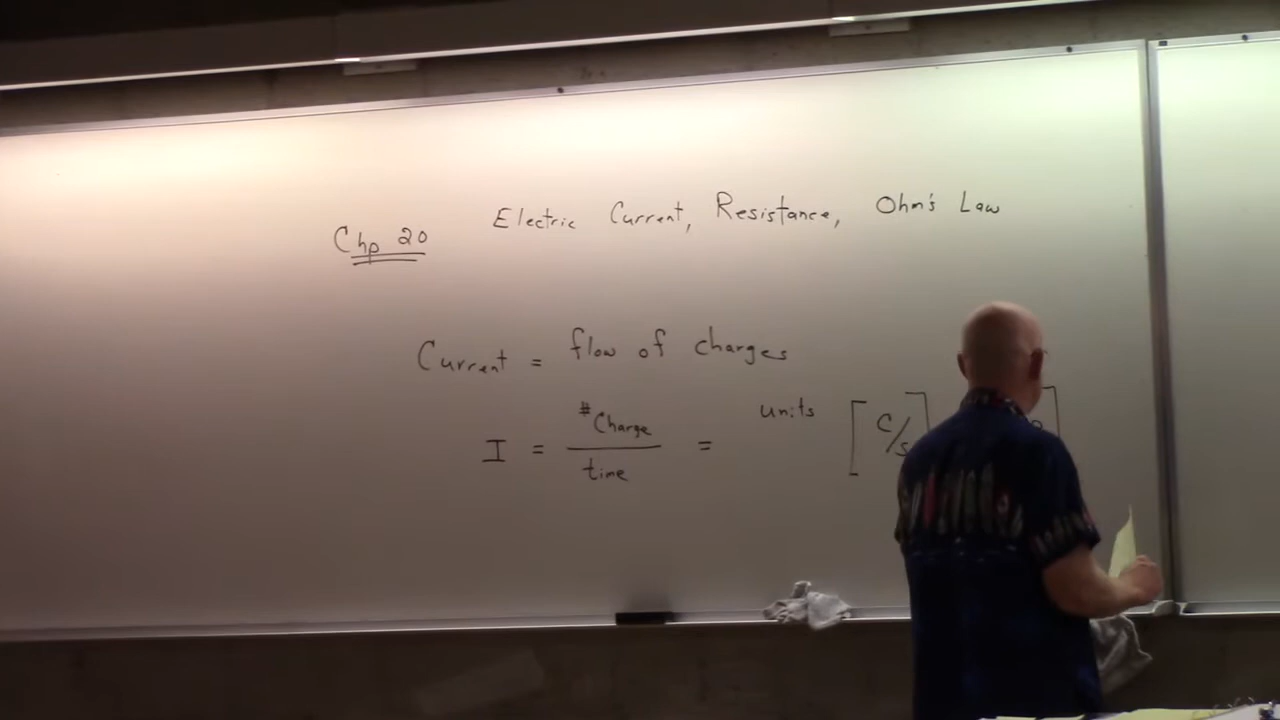 Chp 20 Electric Current, Resistance, Ohm's Law
Current = flow of charges
I = #Charge / time = units [C/s]